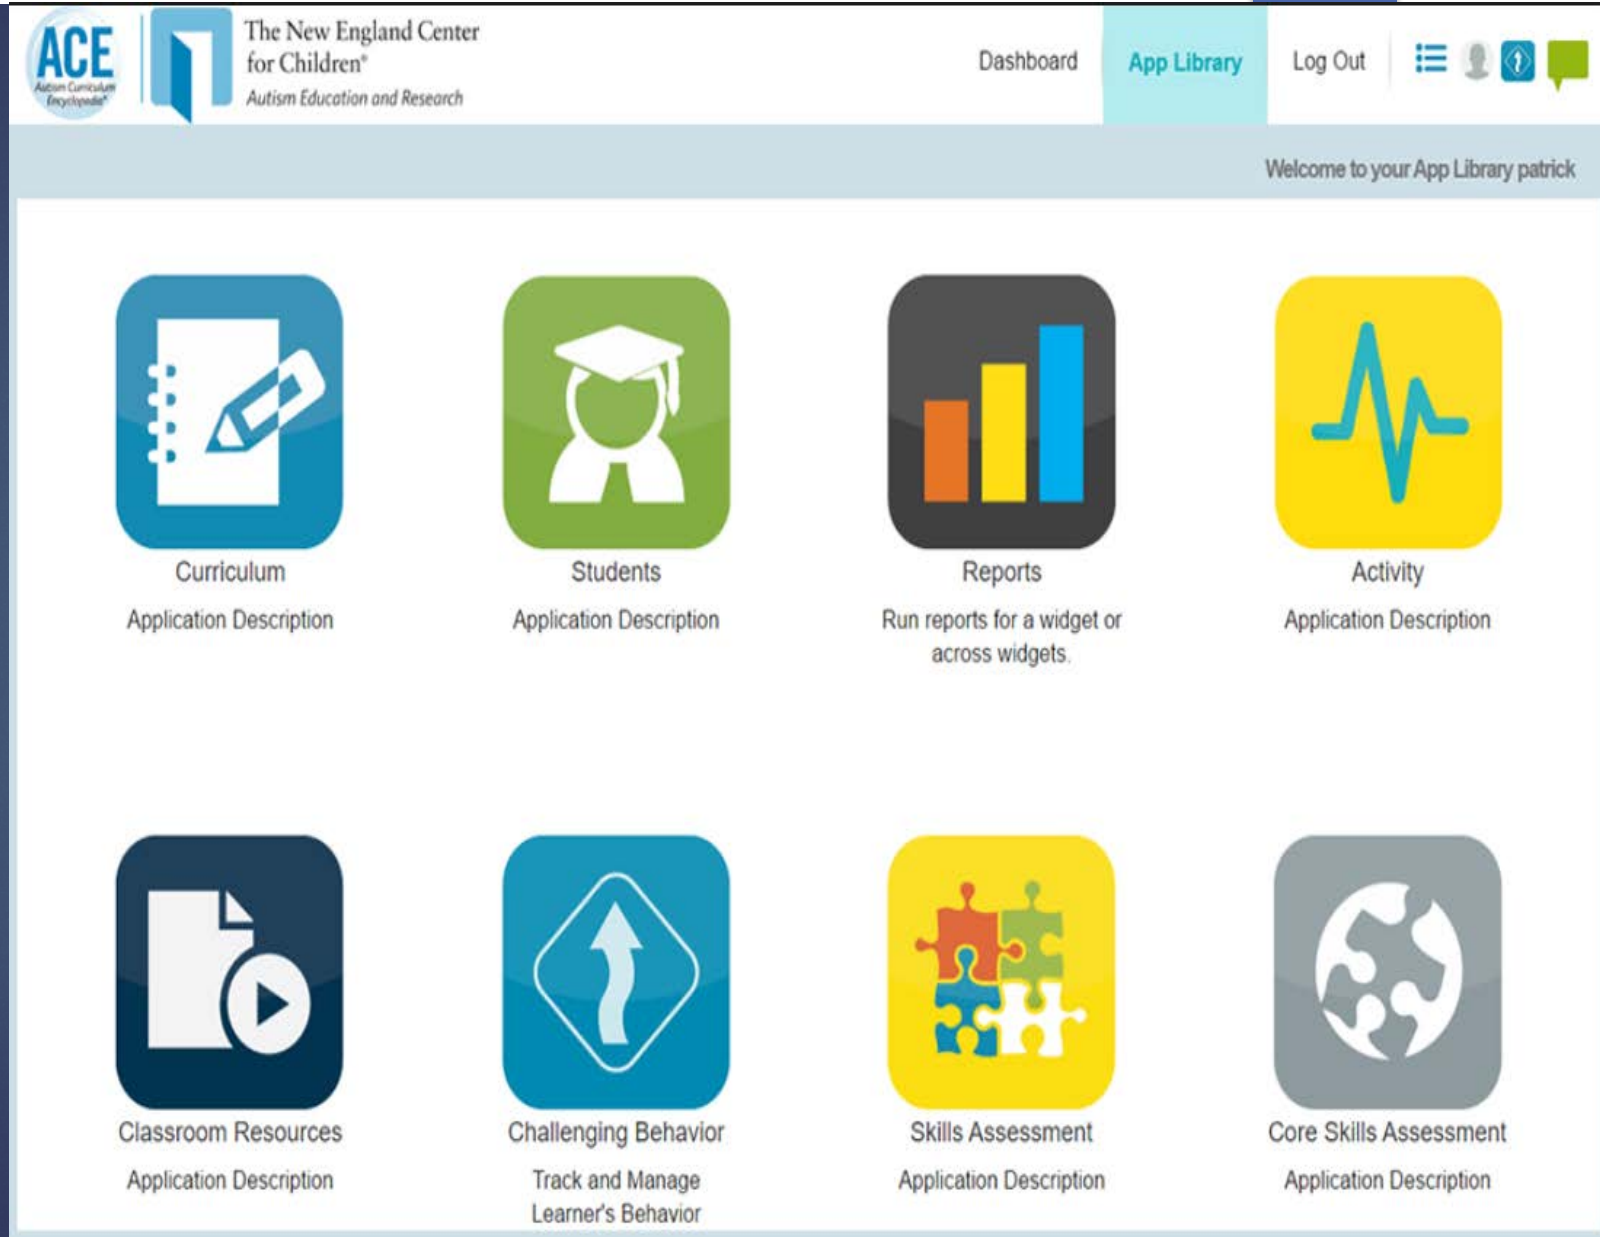 ACE
Autism Curriculum
Encyclopedia®
The New England Center
for Children®
Autism Education and Research
Dashboard
App Library
Log Out
Welcome to your App Library patrick
Curriculum
Application Description
Students
Application Description
Reports
Run reports for a widget or
across widgets.
Activity
Application Description
Classroom Resources
Application Description
Challenging Behavior
Track and Manage
Learner's Behavior
Skills Assessment
Application Description
Core Skills Assessment
Application Description